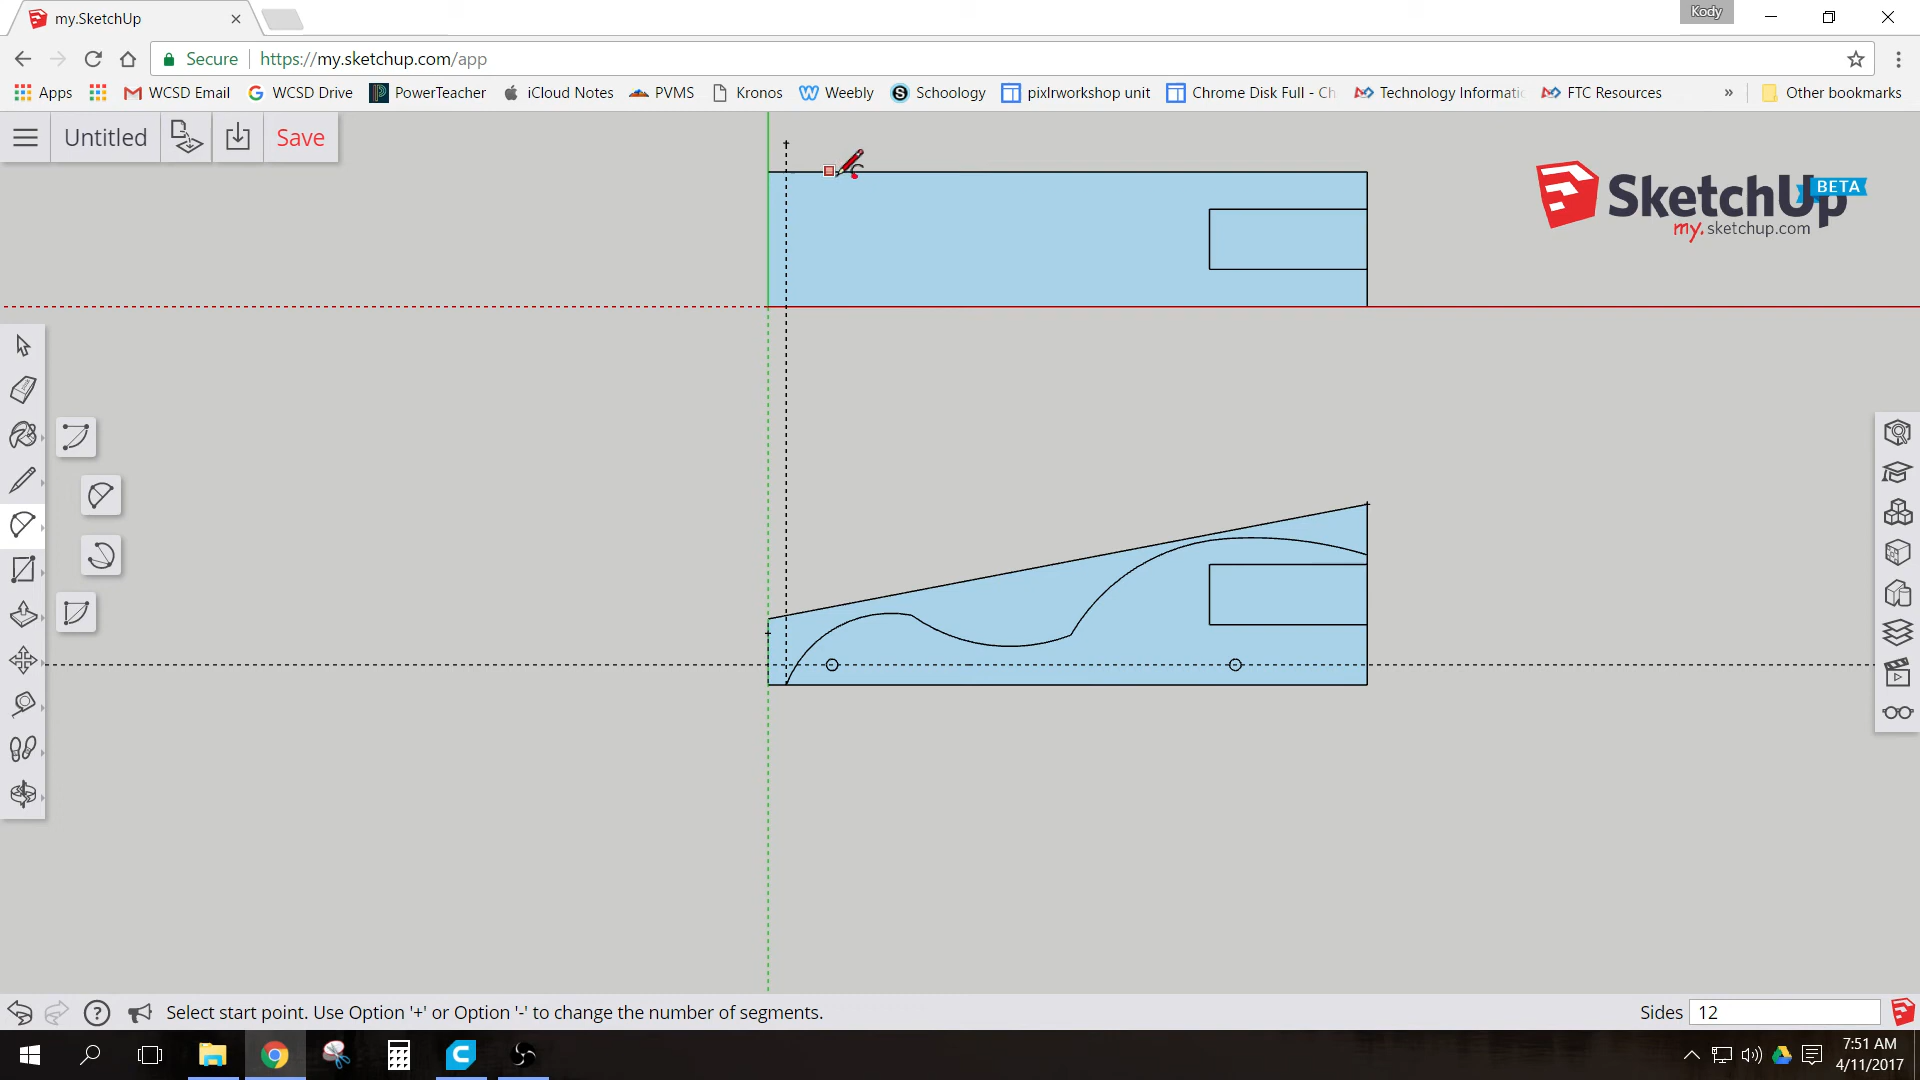 my.SketchUp
Kody
Secure https://my.sketchup.com/app
Apps WCSD Email WCSD Drive PowerTeacher iCloud Notes PVMS Kronos Weebly Schoology pixlrworkshop unit Chrome Disk Full - Ch Technology Informati FTC Resources » Other bookmarks
Untitled Save
SketchUp BETA
my.sketchup.com
Select start point. Use Option '+' or Option '-' to change the number of segments.
Sides 12
7:51 AM
4/11/2017